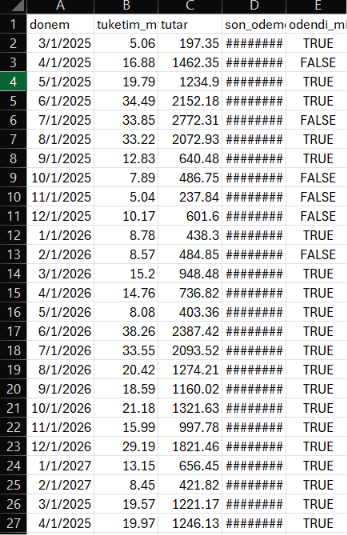 A B C D E
1 donem tuketim_m tutar son_odeme odendi_mi
2 3/1/2025 5.06 197.35 ######## TRUE
3 4/1/2025 16.88 1462.35 ######## FALSE
4 5/1/2025 19.79 1234.9 ######## TRUE
5 6/1/2025 34.49 2152.18 ######## TRUE
6 7/1/2025 33.85 2772.31 ######## FALSE
7 8/1/2025 33.22 2072.93 ######## TRUE
8 9/1/2025 12.83 640.48 ######## TRUE
9 10/1/2025 7.89 486.75 ######## FALSE
10 11/1/2025 5.04 237.84 ######## FALSE
11 12/1/2025 10.17 601.6 ######## FALSE
12 1/1/2026 8.78 438.3 ######## TRUE
13 2/1/2026 8.57 484.85 ######## FALSE
14 3/1/2026 15.2 948.48 ######## TRUE
15 4/1/2026 14.76 736.82 ######## TRUE
16 5/1/2026 8.08 403.36 ######## TRUE
17 6/1/2026 38.26 2387.42 ######## TRUE
18 7/1/2026 33.55 2093.52 ######## TRUE
19 8/1/2026 20.42 1274.21 ######## TRUE
20 9/1/2026 18.59 1160.02 ######## TRUE
21 10/1/2026 21.18 1321.63 ######## TRUE
22 11/1/2026 15.99 997.78 ######## TRUE
23 12/1/2026 29.19 1821.46 ######## TRUE
24 1/1/2027 13.15 656.45 ######## TRUE
25 2/1/2027 8.45 421.82 ######## TRUE
26 3/1/2025 19.57 1221.17 ######## TRUE
27 4/1/2025 19.97 1246.13 ######## TRUE